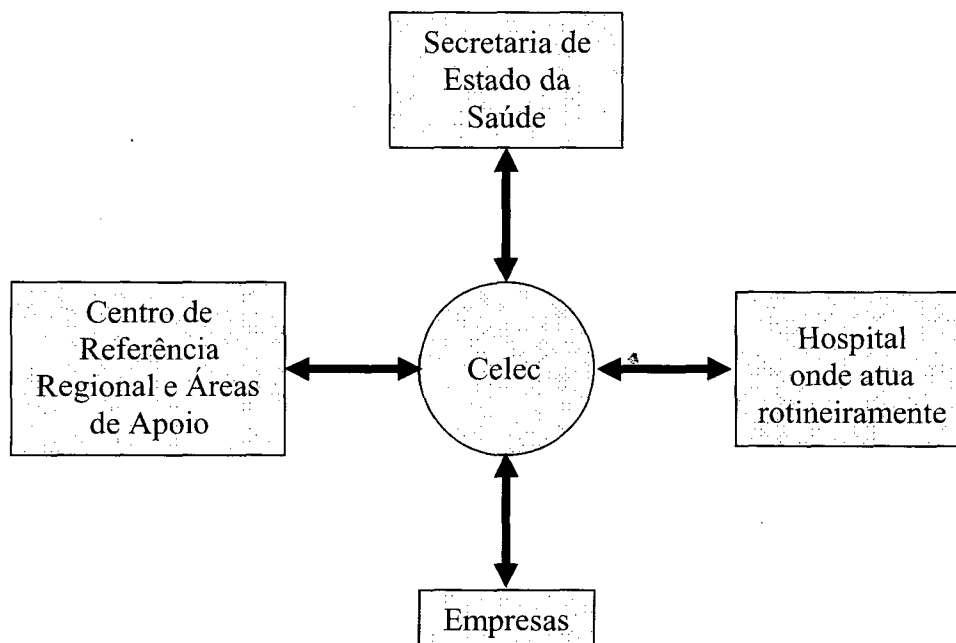 Secretaria de
Estado da
Saúde
Centro de
Referência
Regional e Áreas
de Apoio
Celec
Hospital
onde atua
rotineiramente
Empresas